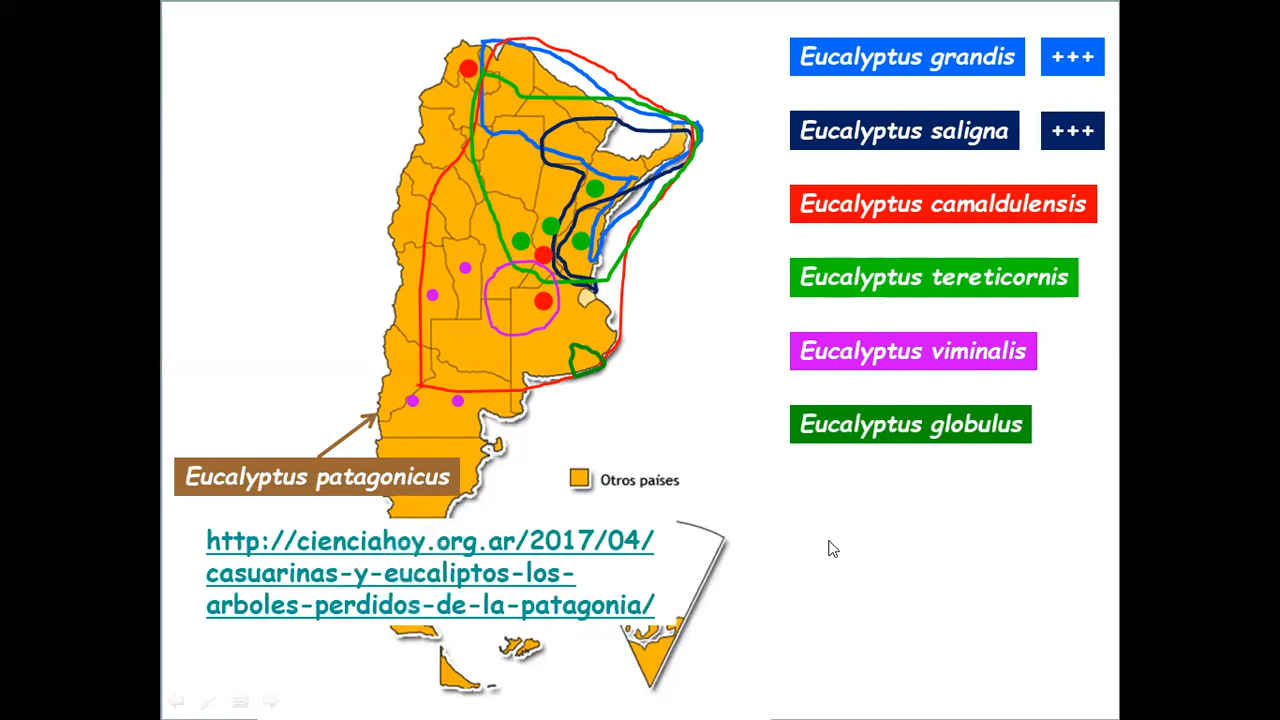 Eucalyptus grandis +++
Eucalyptus saligna +++
Eucalyptus camaldulensis
Eucalyptus tereticornis
Eucalyptus viminalis
Eucalyptus globulus
Eucalyptus patagonicus
Otros países
http://cienciahoy.org.ar/2017/04/
casuarinas-y-eucaliptos-los-
arboles-perdidos-de-la-patagonia/